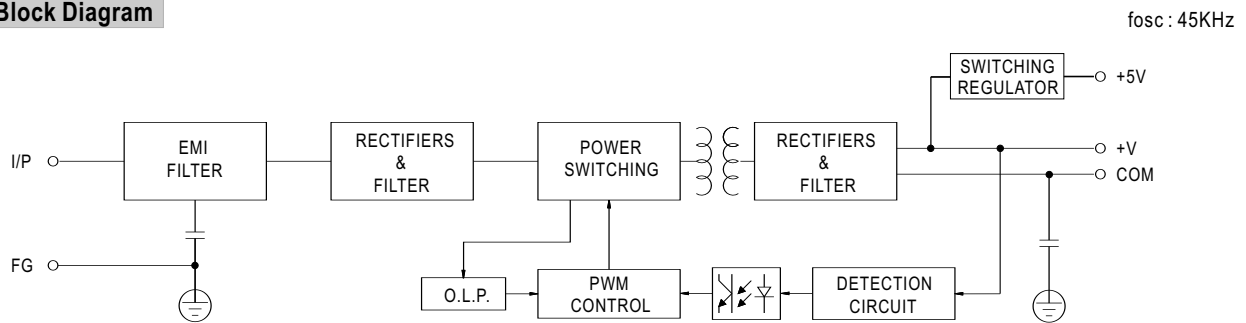 Block Diagram
fosc : 45KHz
SWITCHING
REGULATOR
+5V
I/P
EMI
FILTER
RECTIFIERS
&
FILTER
POWER
SWITCHING
RECTIFIERS
&
FILTER
+V
COM
FG
O.L.P.
PWM
CONTROL
DETECTION
CIRCUIT